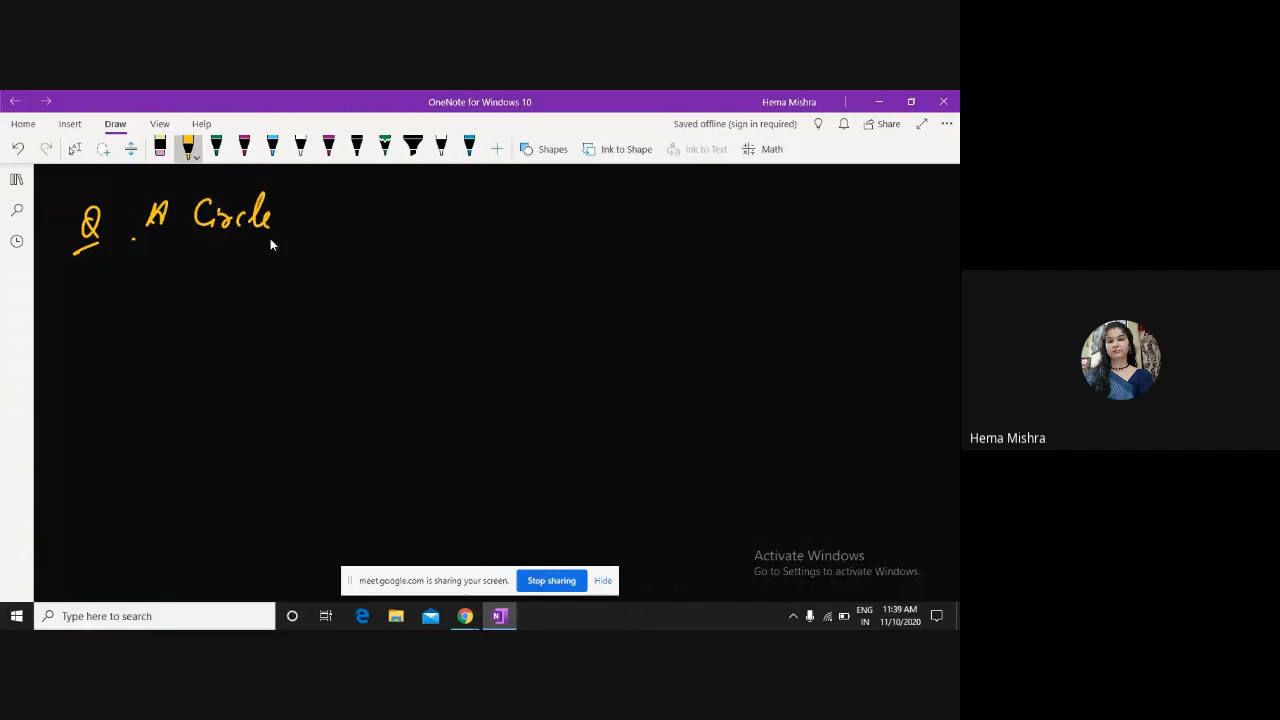 OneNote for Windows 10
Hema Mishra
Home Insert Draw View Help
Saved offline (sign in required)
Share
Shapes
Ink to Shape
Ink to Text
Math
Q . A Circle
Hema Mishra
Activate Windows
Go to Settings to activate Windows.
meet.google.com is sharing your screen. Stop sharing Hide
Type here to search
ENG
IN
11:39 AM
11/10/2020